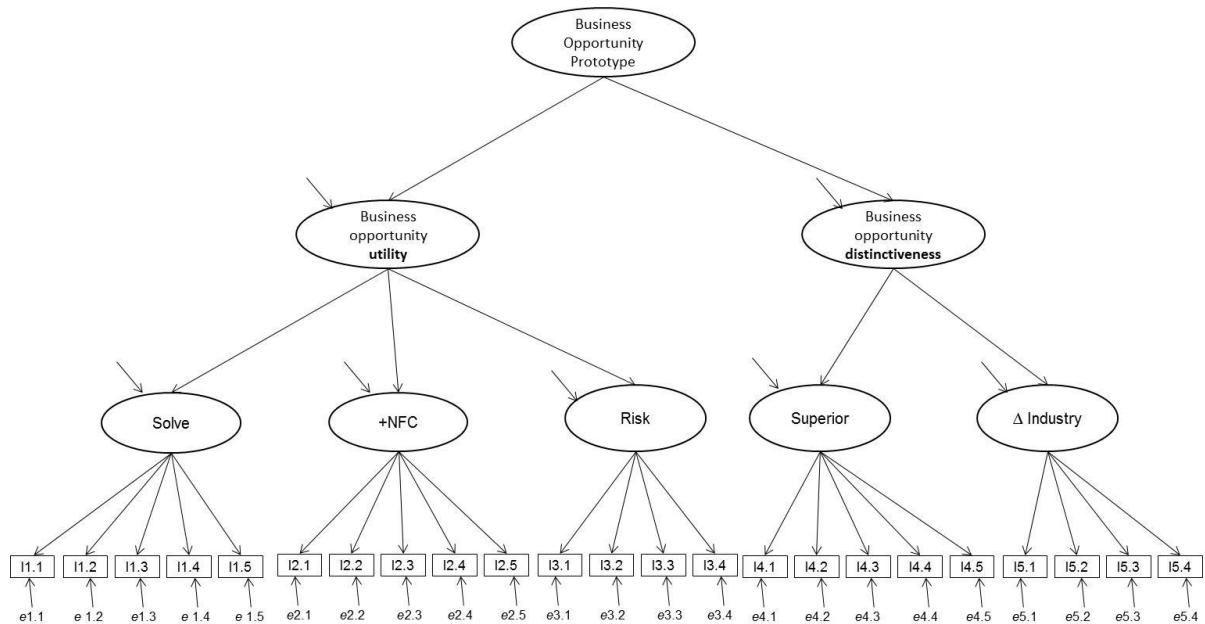 Business
Opportunity
Prototype
Business
opportunity
utility
Business
opportunity
distinctiveness
Solve
+NFC
Risk
Superior
Δ Industry
I1.1 I1.2 I1.3 I1.4 I1.5 I2.1 I2.2 I2.3 I2.4 I2.5 I3.1 I3.2 I3.3 I3.4 I4.1 I4.2 I4.3 I4.4 I4.5 I5.1 I5.2 I5.3 I5.4
e1.1 e 1.2 e1.3 e 1.4 e 1.5 e2.1 e2.2 e2.3 e2.4 e2.5 e3.1 e3.2 e3.3 e3.4 e4.1 e4.2 e4.3 e4.4 e4.5 e5.1 e5.2 e5.3 e5.4